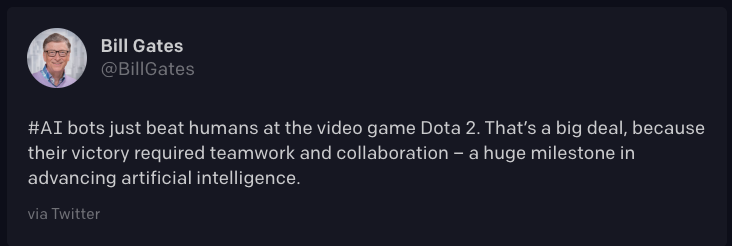 Bill Gates
@BillGates
#AI bots just beat humans at the video game Dota 2. That’s a big deal, because
their victory required teamwork and collaboration – a huge milestone in
advancing artificial intelligence.
via Twitter